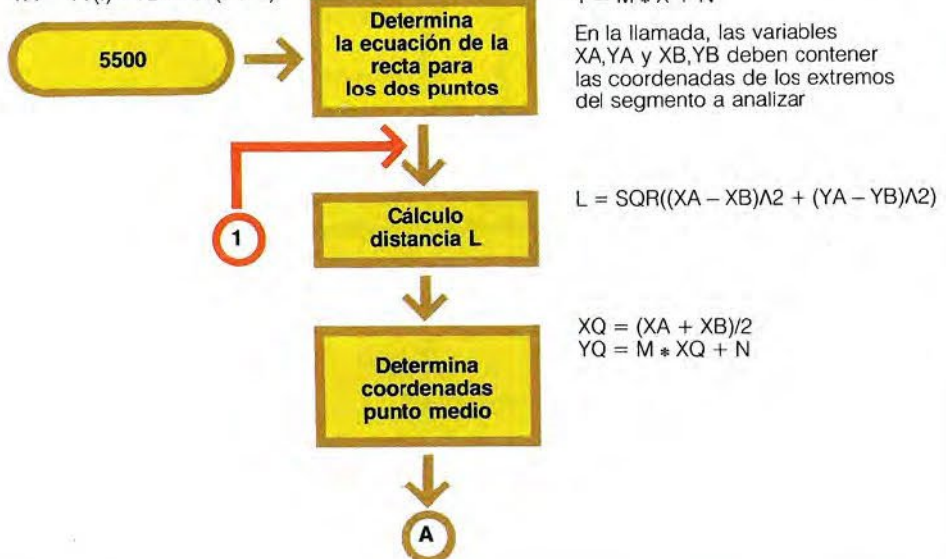 Y = M * X + N
5500
Determina
la ecuación de la
recta para
los dos puntos
En la llamada, las variables
XA,YA y XB,YB deben contener
las coordenadas de los extremos
del segmento a analizar
1
Cálculo
distancia L
L = SQR((XA – XB)Λ2 + (YA – YB)Λ2)
Determina
coordenadas
punto medio
XQ = (XA + XB)/2
YQ = M * XQ + N
A